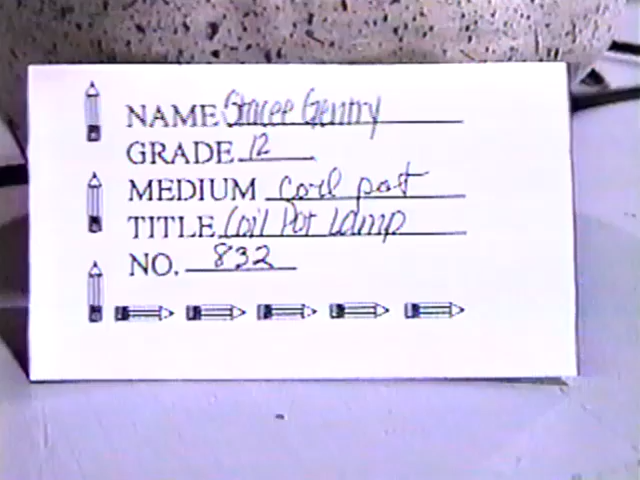 NAME Stacee Gentry
GRADE 12
MEDIUM coil pot
TITLE Coil Pot Lamp
NO. 832